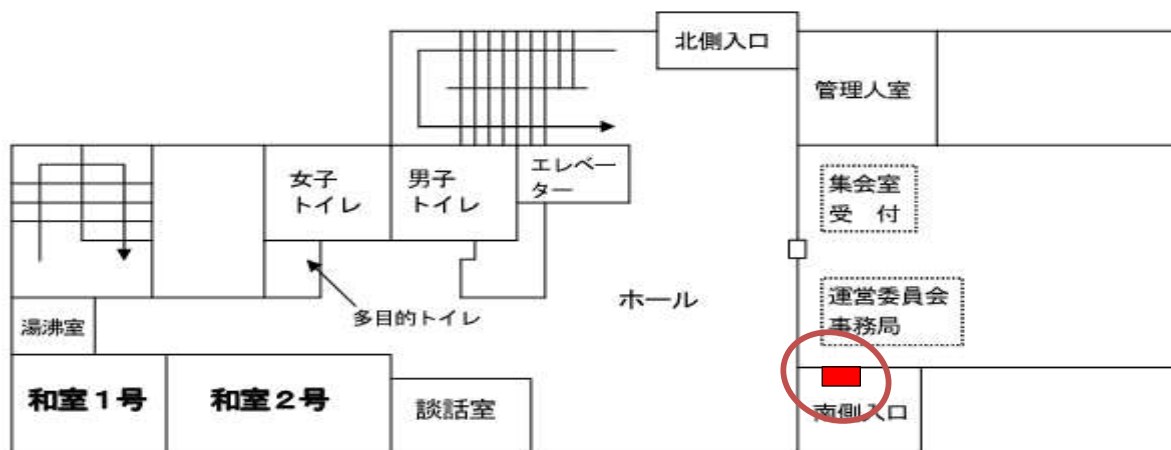 北側入口
管理人室
女子
トイレ
男子
トイレ
エレベー
ター
集会室
受　付
運営委員会
事務局
ホール
多目的トイレ
湯沸室
和室１号
和室２号
談話室
南側入口